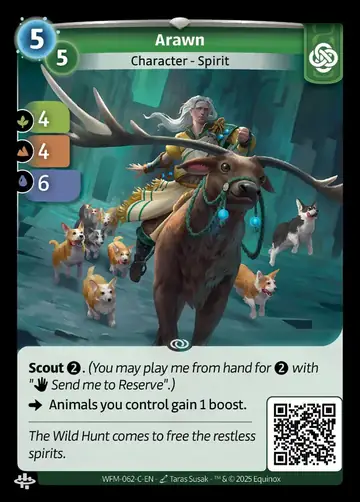 5
5
Arawn
Character - Spirit
4
4
6
Scout 2. (You may play me from hand for 2 with
" Send me to Reserve".)
Animals you control gain 1 boost.
The Wild Hunt comes to free the restless
spirits.
WFM-062-C-EN - Taras Susak - ™ & © 2025 Equinox